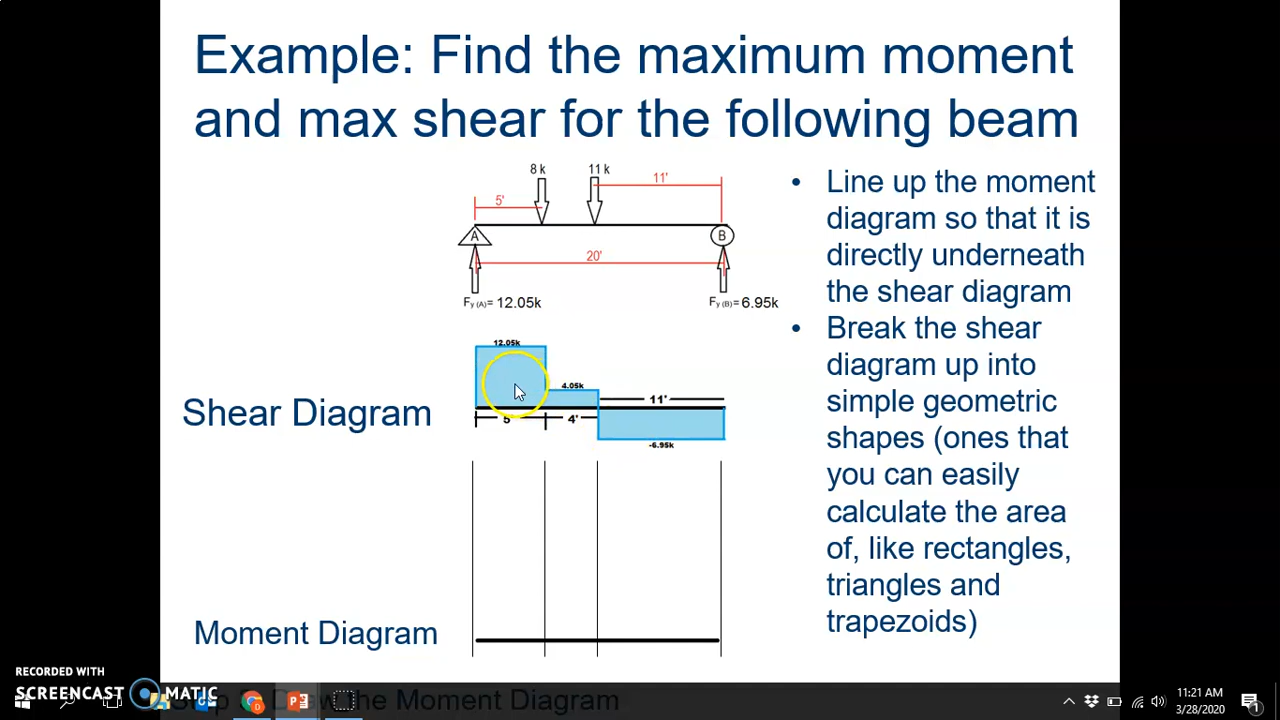 Example: Find the maximum moment
and max shear for the following beam
8 k
11 k
11'
5'
A
B
20'
Fy (A)= 12.05k
Fy (B)= 6.95k
• Line up the moment
diagram so that it is
directly underneath
the shear diagram
• Break the shear
diagram up into
simple geometric
shapes (ones that
you can easily
calculate the area
of, like rectangles,
triangles and
trapezoids)
12.05k
4.05k
11'
Shear Diagram
5'
4'
-6.95k
Moment Diagram
RECORDED WITH
SCREENCAST MATIC
the Moment Diagram
11:21 AM
3/28/2020